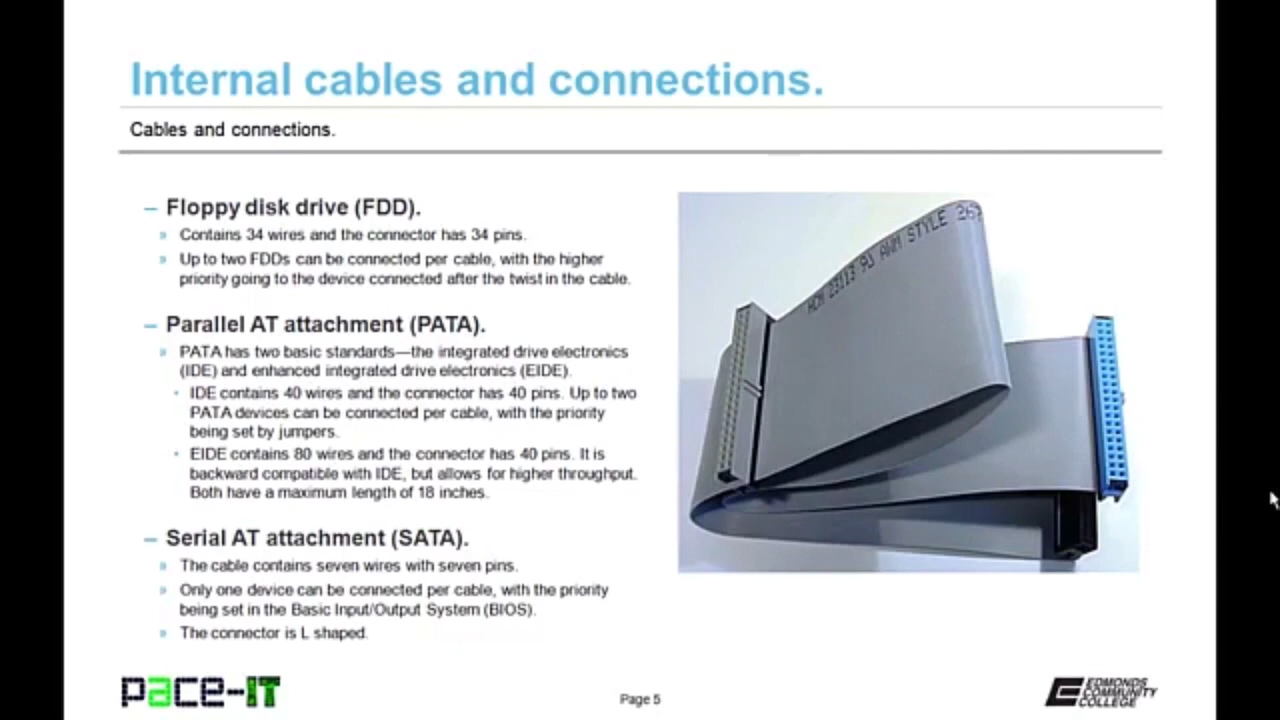 Internal cables and connections.
Cables and connections.
– Floppy disk drive (FDD).
» Contains 34 wires and the connector has 34 pins.
» Up to two FDDs can be connected per cable, with the higher
priority going to the device connected after the twist in the cable.
– Parallel AT attachment (PATA).
» PATA has two basic standards—the integrated drive electronics
(IDE) and enhanced integrated drive electronics (EIDE).
• IDE contains 40 wires and the connector has 40 pins. Up to two
PATA devices can be connected per cable, with the priority
being set by jumpers.
• EIDE contains 80 wires and the connector has 40 pins. It is
backward compatible with IDE, but allows for higher throughput.
Both have a maximum length of 18 inches.
– Serial AT attachment (SATA).
» The cable contains seven wires with seven pins.
» Only one device can be connected per cable, with the priority
being set in the Basic Input/Output System (BIOS).
» The connector is L shaped.
AWM STYLE
pace-IT
Page 5
EDMONDS
COMMUNITY
COLLEGE